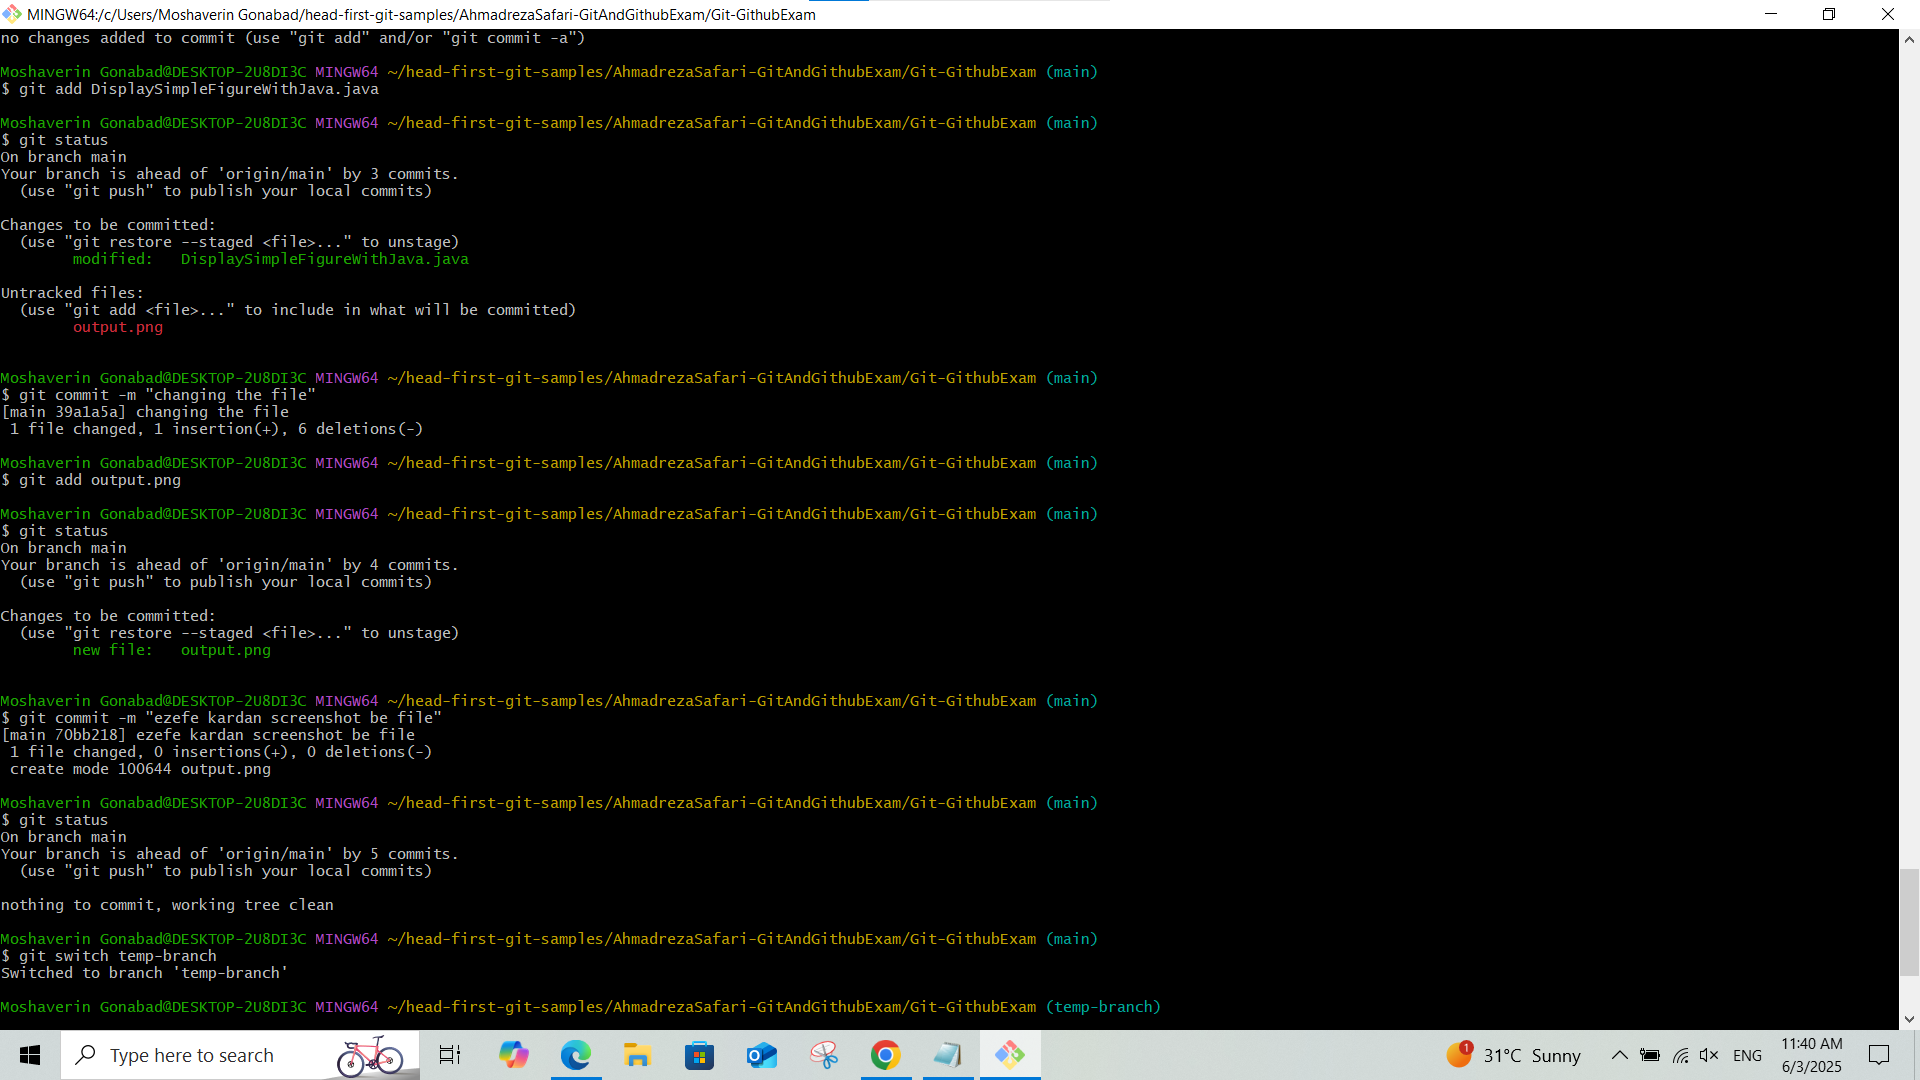 MINGW64:/c/Users/Moshaverin Gonabad/head-first-git-samples/AhmadrezaSafari-GitAndGithubExam/Git-GithubExam
no changes added to commit (use "git add" and/or "git commit -a")
Moshaverin Gonabad@DESKTOP-2U8DI3C MINGW64 ~/head-first-git-samples/AhmadrezaSafari-GitAndGithubExam/Git-GithubExam (main)
$ git add DisplaySimpleFigureWithJava.java
Moshaverin Gonabad@DESKTOP-2U8DI3C MINGW64 ~/head-first-git-samples/AhmadrezaSafari-GitAndGithubExam/Git-GithubExam (main)
$ git status
On branch main
Your branch is ahead of 'origin/main' by 3 commits.
  (use "git push" to publish your local commits)
Changes to be committed:
  (use "git restore --staged <file>..." to unstage)
        modified:   DisplaySimpleFigureWithJava.java
Untracked files:
  (use "git add <file>..." to include in what will be committed)
        output.png
Moshaverin Gonabad@DESKTOP-2U8DI3C MINGW64 ~/head-first-git-samples/AhmadrezaSafari-GitAndGithubExam/Git-GithubExam (main)
$ git commit -m "changing the file"
[main 39a1a5a] changing the file
 1 file changed, 1 insertion(+), 6 deletions(-)
Moshaverin Gonabad@DESKTOP-2U8DI3C MINGW64 ~/head-first-git-samples/AhmadrezaSafari-GitAndGithubExam/Git-GithubExam (main)
$ git add output.png
Moshaverin Gonabad@DESKTOP-2U8DI3C MINGW64 ~/head-first-git-samples/AhmadrezaSafari-GitAndGithubExam/Git-GithubExam (main)
$ git status
On branch main
Your branch is ahead of 'origin/main' by 4 commits.
  (use "git push" to publish your local commits)
Changes to be committed:
  (use "git restore --staged <file>..." to unstage)
        new file:   output.png
Moshaverin Gonabad@DESKTOP-2U8DI3C MINGW64 ~/head-first-git-samples/AhmadrezaSafari-GitAndGithubExam/Git-GithubExam (main)
$ git commit -m "ezefe kardan screenshot be file"
[main 70bb218] ezefe kardan screenshot be file
 1 file changed, 0 insertions(+), 0 deletions(-)
 create mode 100644 output.png
Moshaverin Gonabad@DESKTOP-2U8DI3C MINGW64 ~/head-first-git-samples/AhmadrezaSafari-GitAndGithubExam/Git-GithubExam (main)
$ git status
On branch main
Your branch is ahead of 'origin/main' by 5 commits.
  (use "git push" to publish your local commits)
nothing to commit, working tree clean
Moshaverin Gonabad@DESKTOP-2U8DI3C MINGW64 ~/head-first-git-samples/AhmadrezaSafari-GitAndGithubExam/Git-GithubExam (main)
$ git switch temp-branch
Switched to branch 'temp-branch'
Moshaverin Gonabad@DESKTOP-2U8DI3C MINGW64 ~/head-first-git-samples/AhmadrezaSafari-GitAndGithubExam/Git-GithubExam (temp-branch)
Type here to search
1
31°C Sunny
ENG
11:40 AM
6/3/2025